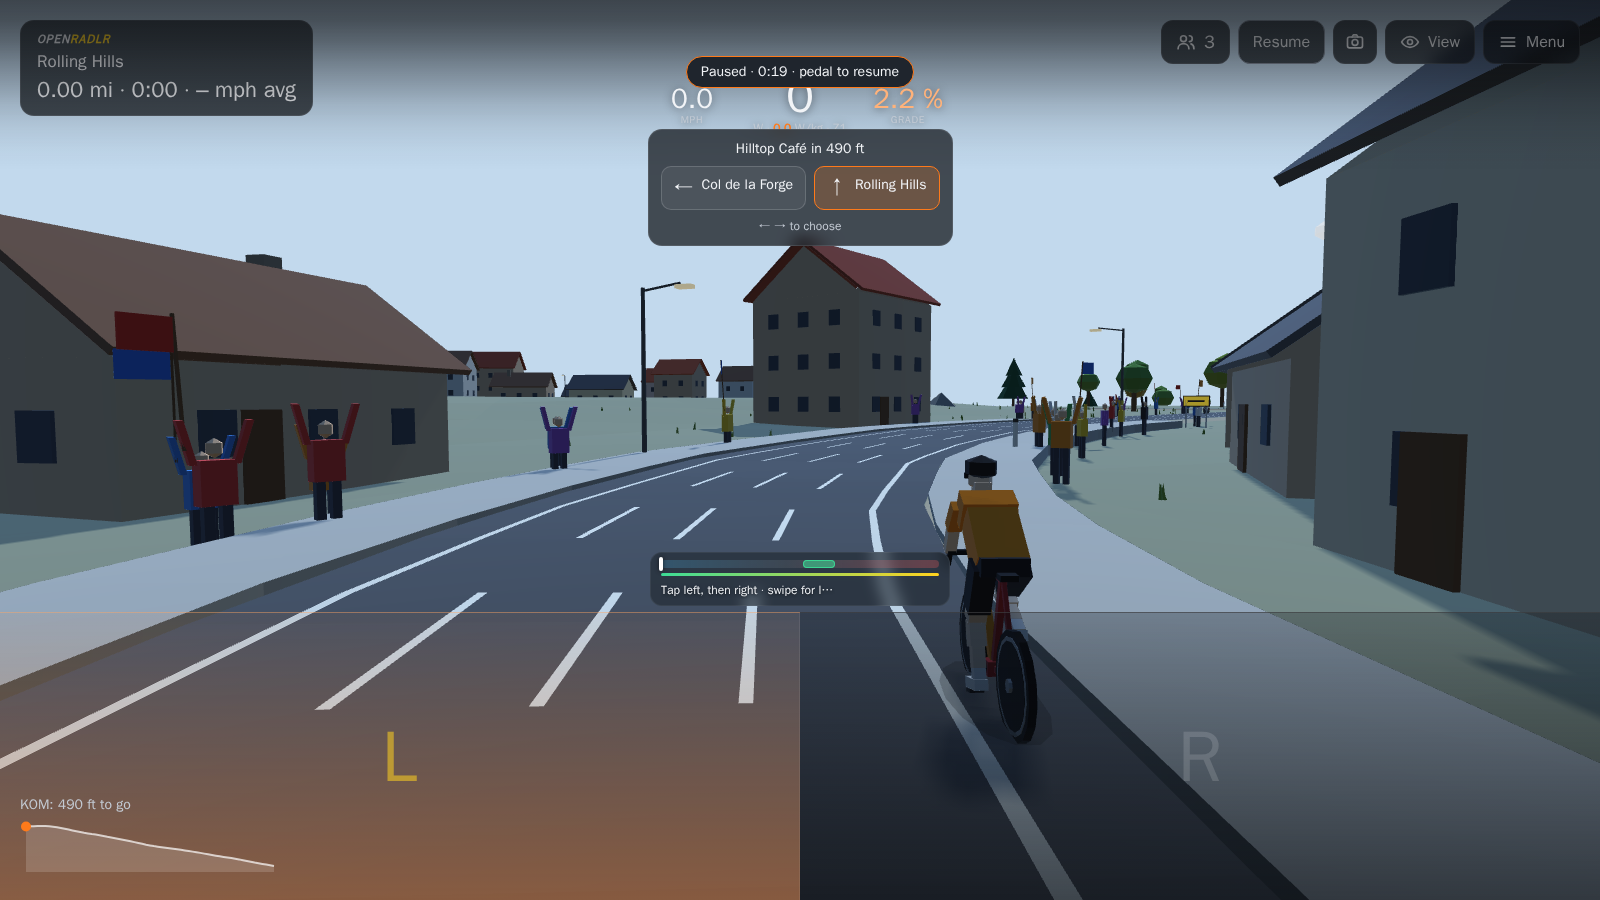 OPENRADLR
Rolling Hills
0.00 mi · 0:00 · – mph avg
Paused · 0:19 · pedal to resume
3
Resume
View
Menu
0.0
MPH
0
2.2 %
GRADE
Hilltop Café in 490 ft
← Col de la Forge
↑ Rolling Hills
← → to choose
Tap left, then right · swipe for l···
L
R
KOM: 490 ft to go